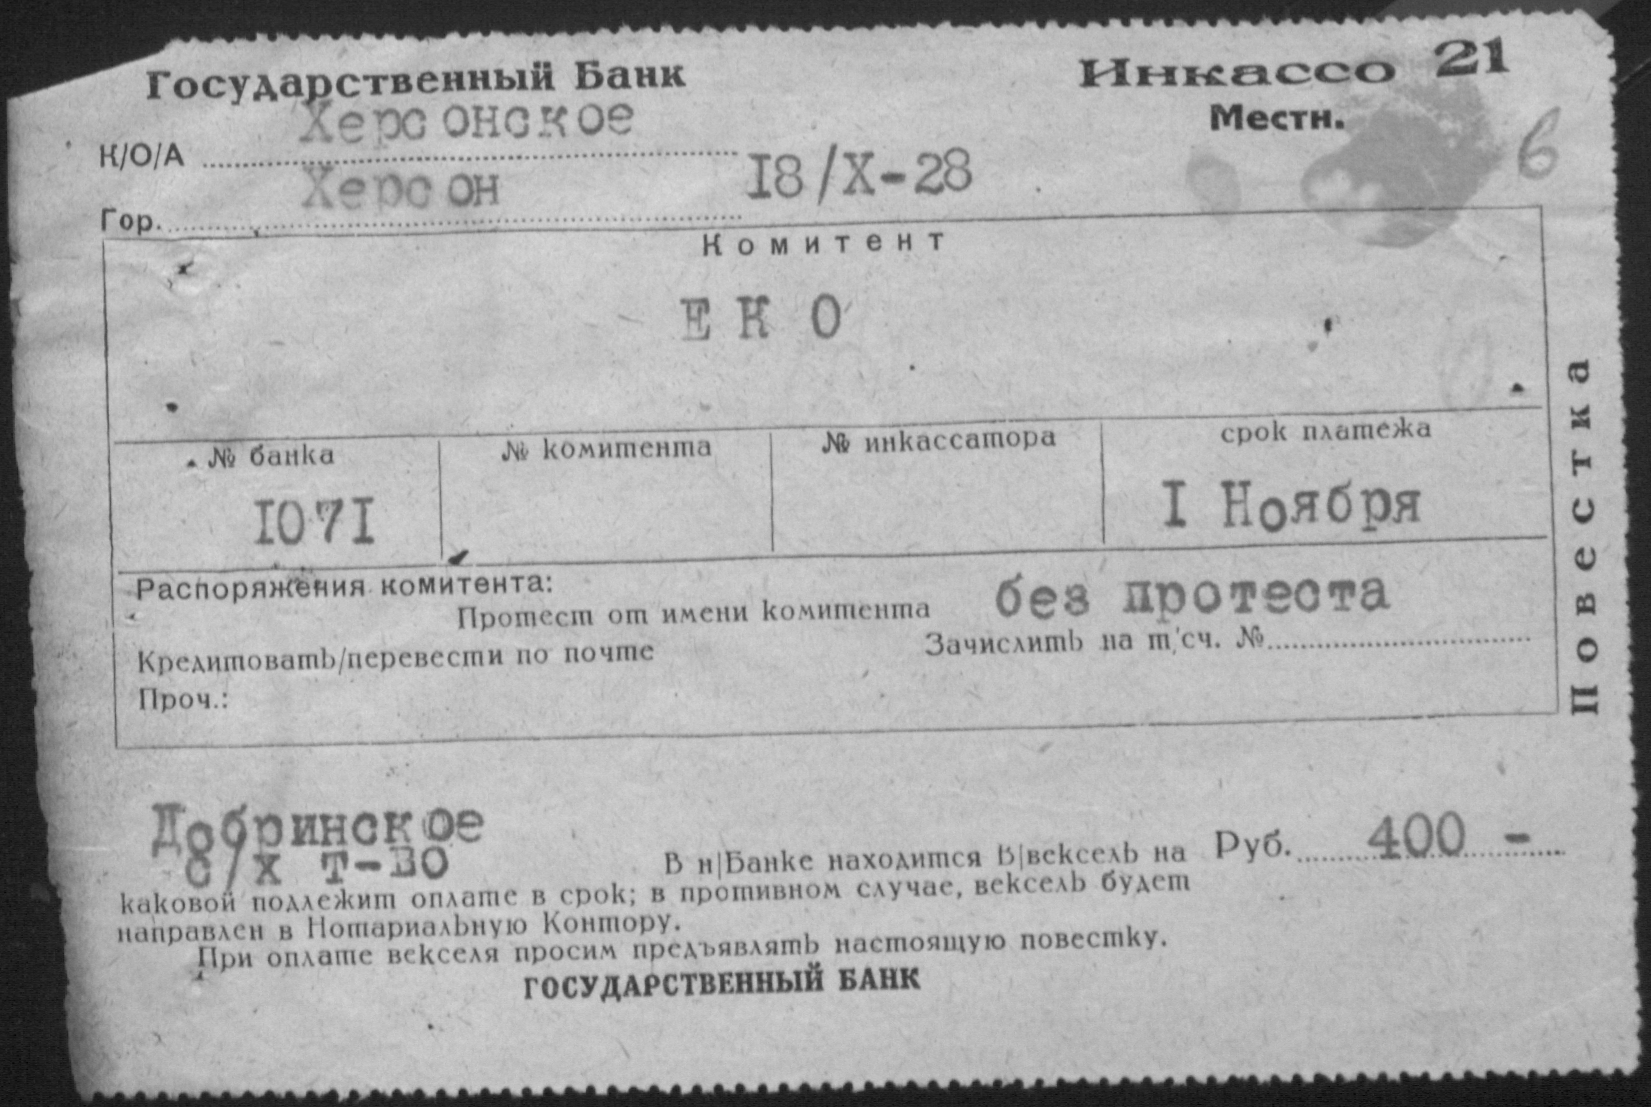 Государственный Банк
Инкассо 21
Местн.
6
К/О/А Херсонское
Гор. Херсон
18/X-28
Комитент
ЕКО
№ банка
№ комитента
№ инкассатора
срок платежа
1071
I Ноября
Распоряжения комитента:
Протест от имени комитента без протеста
Кредитовать/перевести по почте
Зачислить на т/сч. №
Проч.:
Повестка
Добринское
С/Х Т-ВО
В н|Банке находится В|вексель на Руб. 400 -
каковой подлежит оплате в срок; в противном случае, вексель будет
направлен в Нотариальную Контору.
При оплате векселя просим предъявлять настоящую повестку.
ГОСУДАРСТВЕННЫЙ БАНК